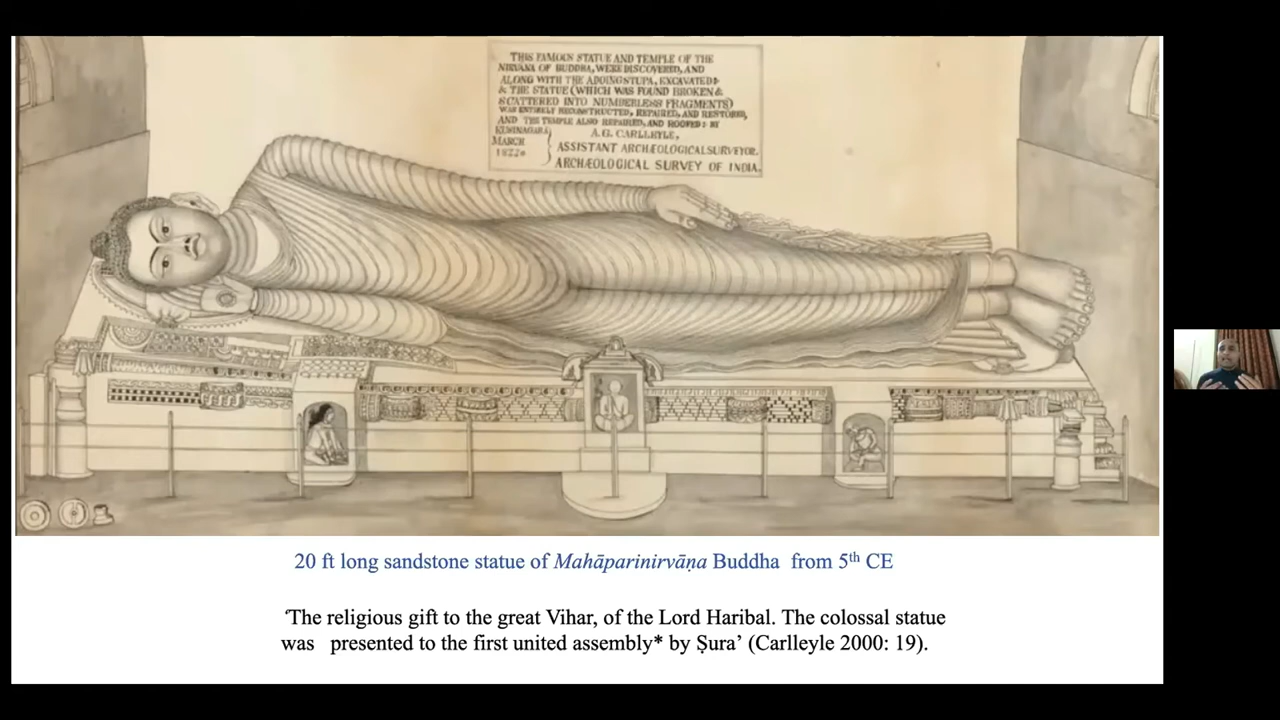 THIS FAMOUS STATUE AND TEMPLE OF THE
NIRVANA OF BUDDHA, WERE DISCOVERED, AND
ALONG WITH THE ADOING STUPA, EXCAVATED:
& THE STATUE (WHICH WAS FOUND BROKEN &
SCATTERED INTO NUMBERLESS FRAGMENTS)
WAS ENTIRELY RECONSTRUCTED, REPAIRED, AND RESTORED,
AND THE TEMPLE ALSO REPAIRED, AND ROOFED: BY
A.G. CARLLEYLE,
MARCH
ASSISTANT ARCHÆOLOGICAL SURVEYOR.
ARCHÆOLOGICAL SURVEY OF INDIA.
20 ft long sandstone statue of Mahāparinirvāṇa Buddha from 5th CE
‘The religious gift to the great Vihar, of the Lord Haribal. The colossal statue
was presented to the first united assembly* by Ṣura’ (Carlleyle 2000: 19).